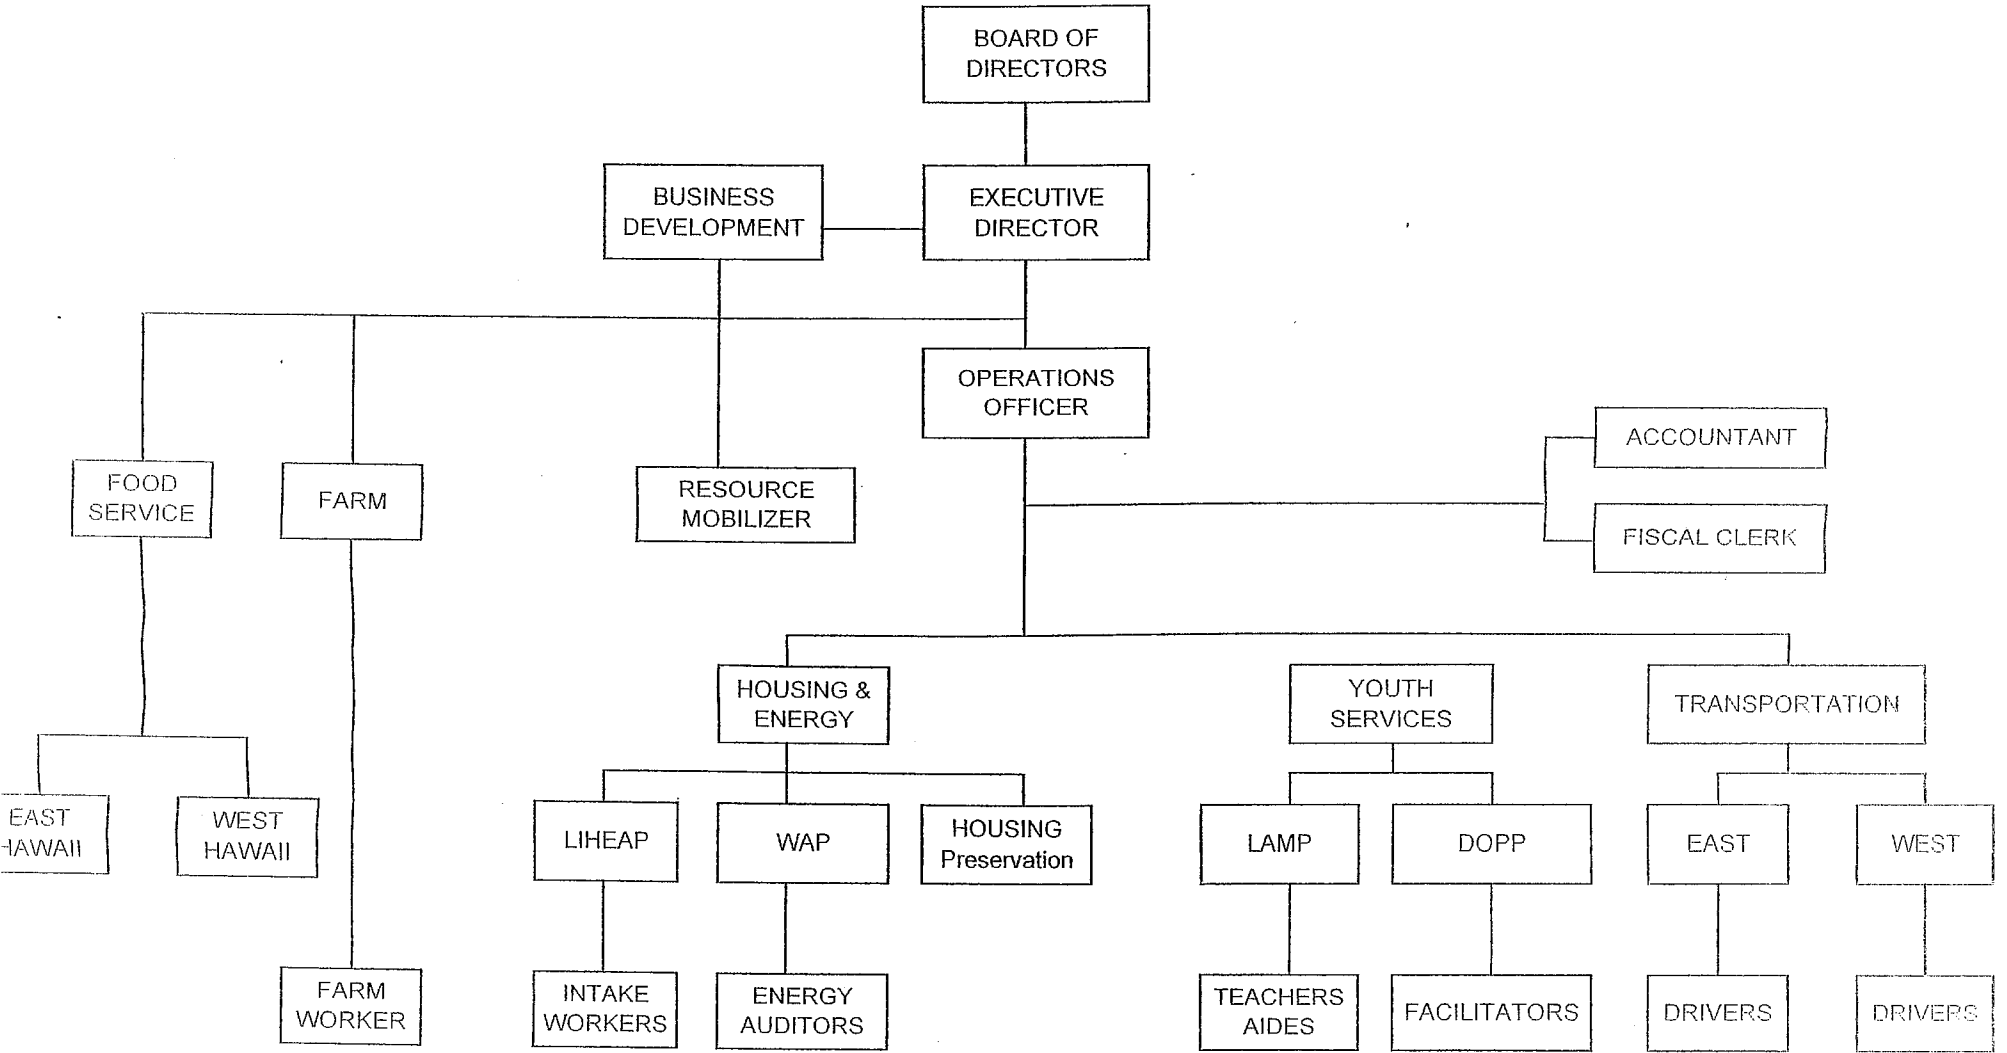 BOARD OF
DIRECTORS
BUSINESS
DEVELOPMENT
EXECUTIVE
DIRECTOR
OPERATIONS
OFFICER
ACCOUNTANT
FOOD
SERVICE
FARM
RESOURCE
MOBILIZER
FISCAL CLERK
HOUSING &
ENERGY
YOUTH
SERVICES
TRANSPORTATION
EAST
HAWAII
WEST
HAWAII
LIHEAP
WAP
HOUSING
Preservation
LAMP
DOPP
EAST
WEST
FARM
WORKER
INTAKE
WORKERS
ENERGY
AUDITORS
TEACHERS
AIDES
FACILITATORS
DRIVERS
DRIVERS